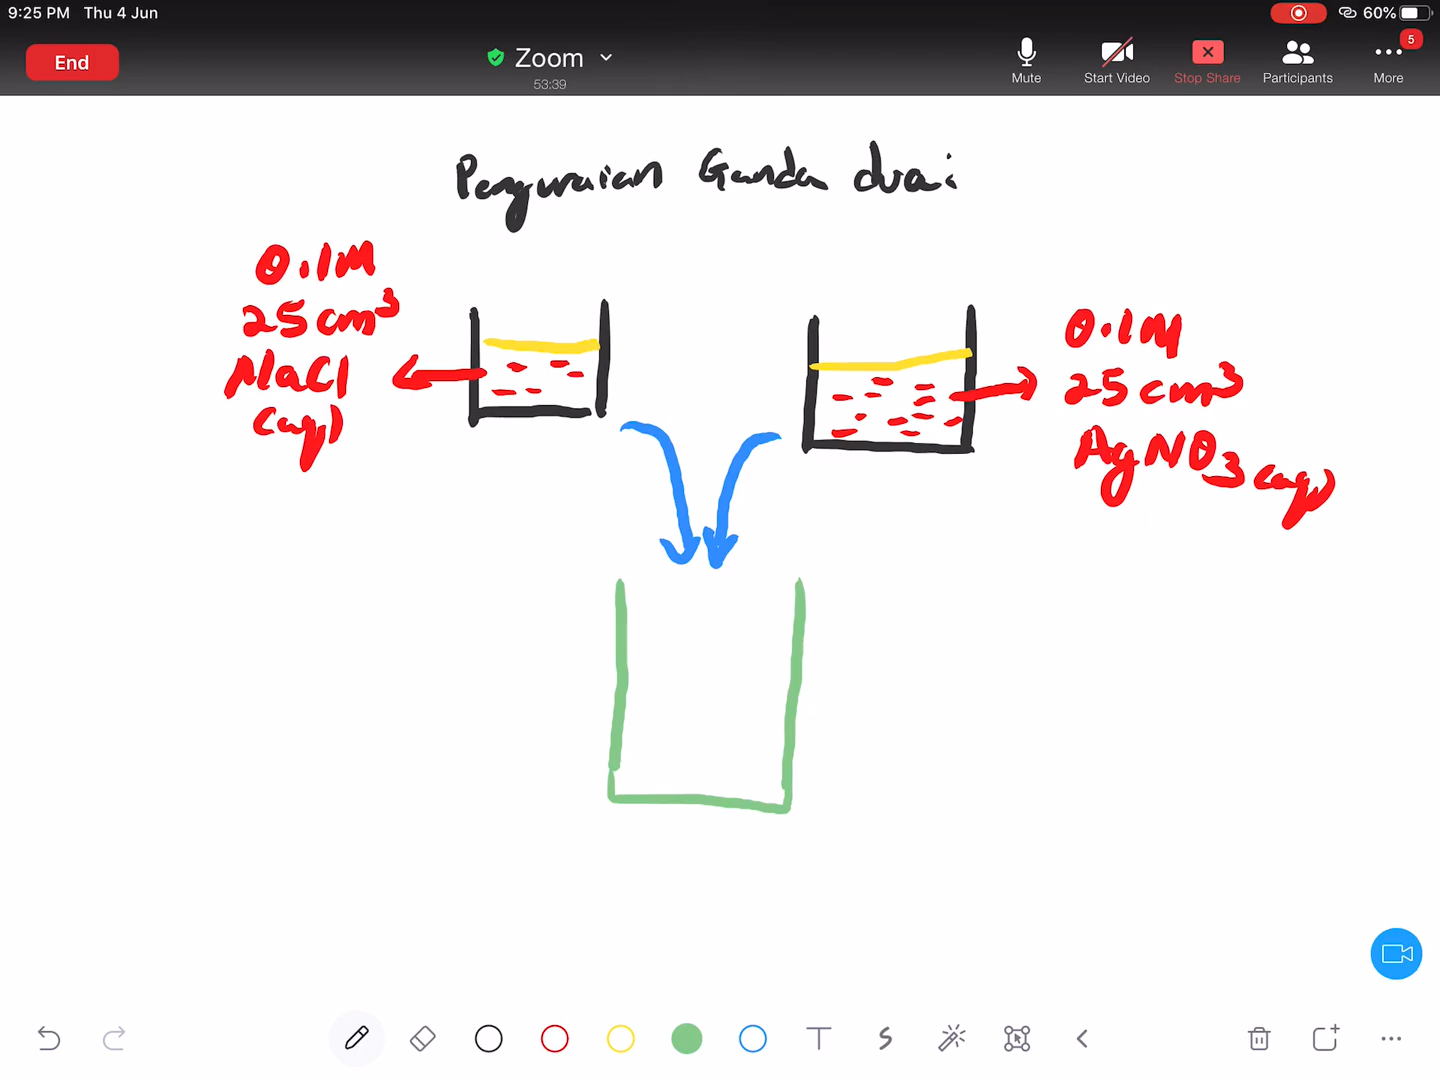 9:25 PM Thu 4 Jun
60%
End
Zoom
53:39
Mute
Start Video
Stop Share
Participants
More
5
Penguraian Ganda dua:
0.1M
25 cm³
NaCl
(aq)
0.1M
25 cm³
AgNO₃ (aq)
T